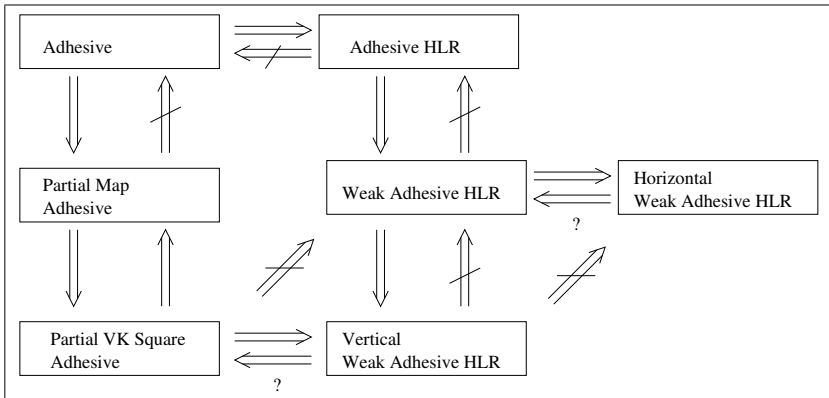 Adhesive
Adhesive HLR
Partial Map
Adhesive
Weak Adhesive HLR
Horizontal
Weak Adhesive HLR
?
Partial VK Square
Adhesive
Vertical
Weak Adhesive HLR
?